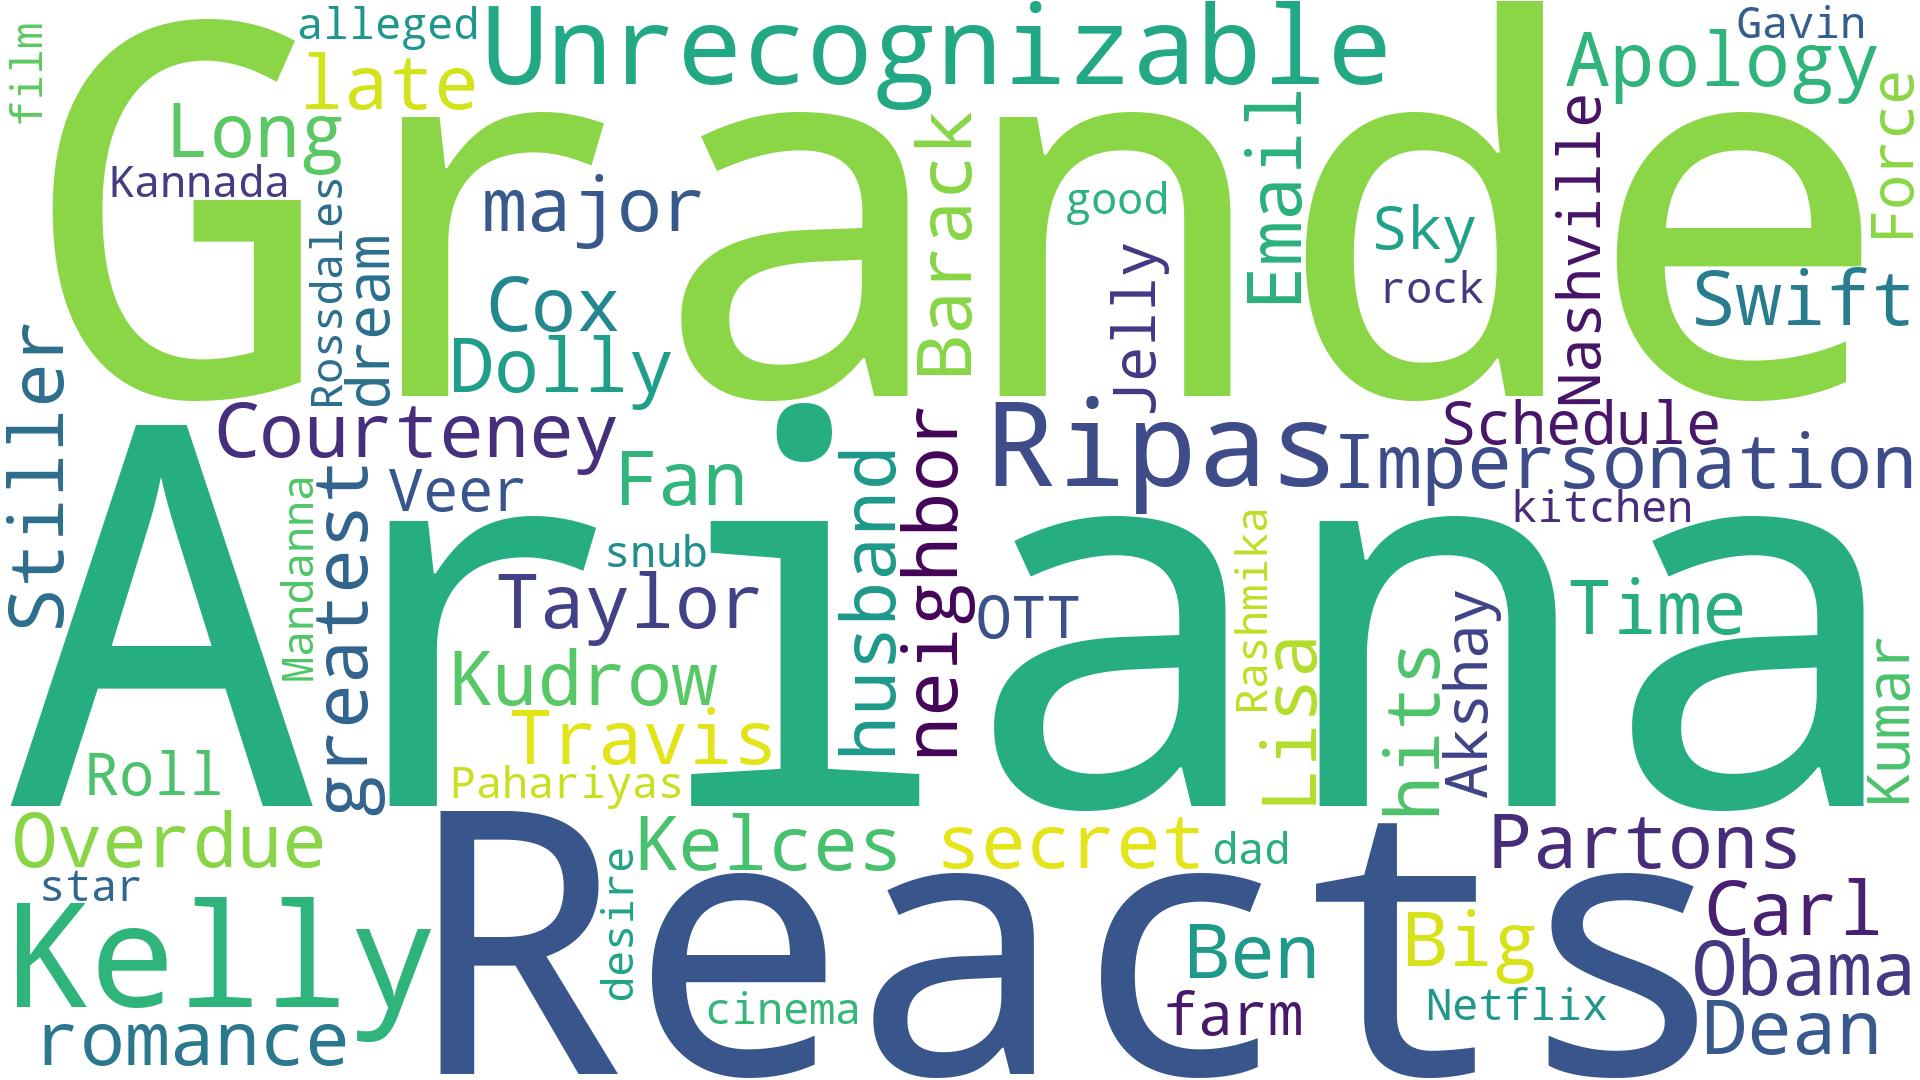 film
alleged
Unrecognizable
Gavin
Apology
late
Long
Kannada
Grande
Force
Nashville
Email
Barack
major
good
Sky
rock
Swift
Jelly
Rossdales
dream
Cox
Dolly
Stiller
Courteney
Ripas
Schedule
Impersonation
kitchen
Fan
Veer
snub
Mandanna
greatest
husband
neighbor
Taylor
OTT
Ariana
Rashmika
Lisa
hits
Akshay
Time
Kumar
Kudrow
Travis
Pahariyas
Roll
Overdue
star
Kelces
secret
dad
Partons
Kelly
Reacts
desire
cinema
Ben
farm
Big
Netflix
Carl
Obama
Dean
romance